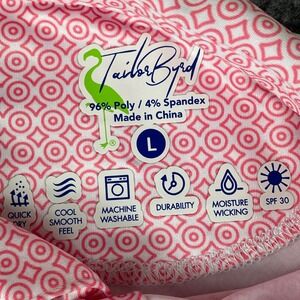 TailorByrd
96% Poly / 4% Spandex
Made in China
L
QUICK
DRY
COOL
SMOOTH
FEEL
MACHINE
WASHABLE
DURABILITY
MOISTURE
WICKING
SPF 30